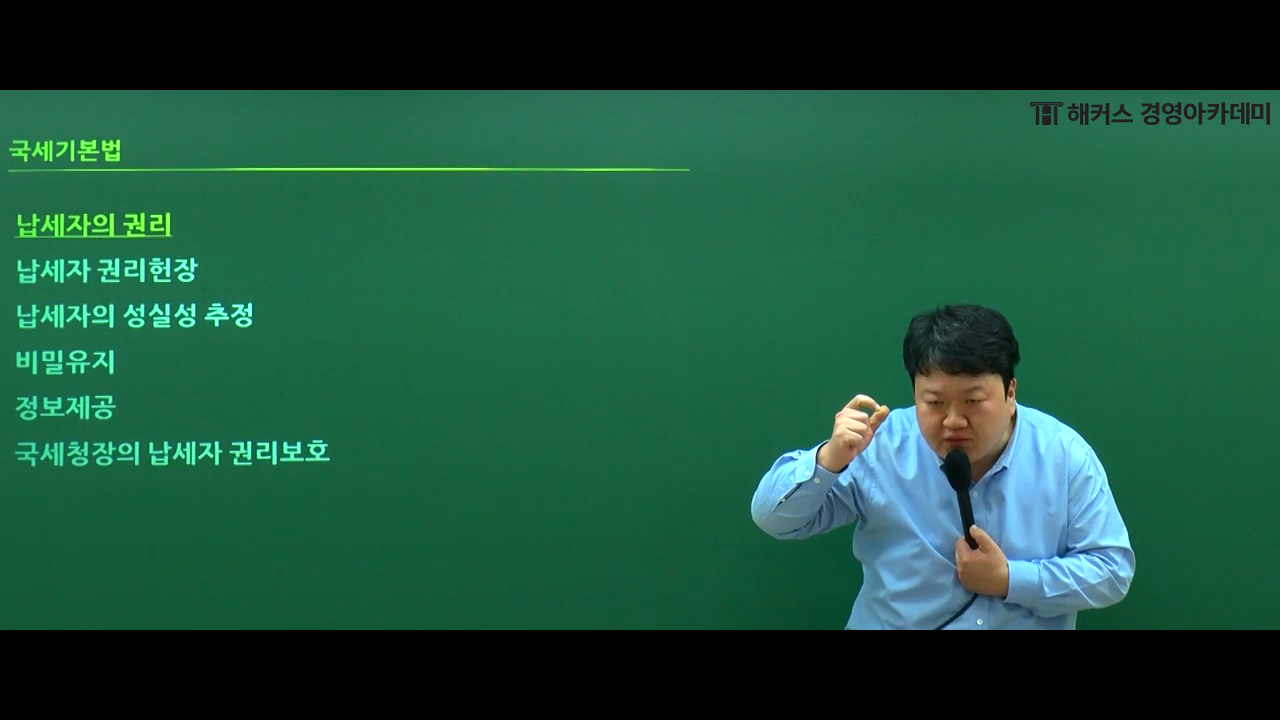 해커스 경영아카데미
국세기본법
납세자의 권리
납세자 권리헌장
납세자의 성실성 추정
비밀유지
정보제공
국세청장의 납세자 권리보호